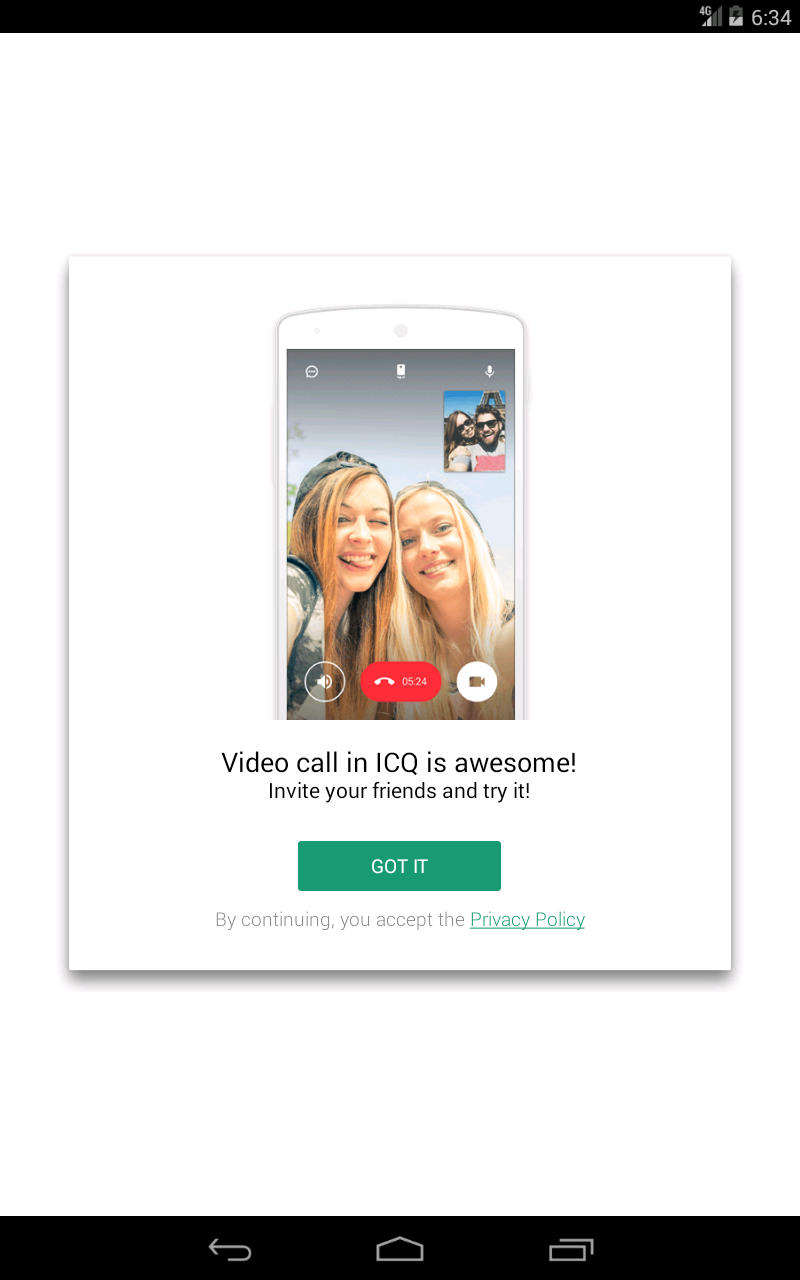 4G 6:34
05:24
Video call in ICQ is awesome!
Invite your friends and try it!
GOT IT
By continuing, you accept the Privacy Policy